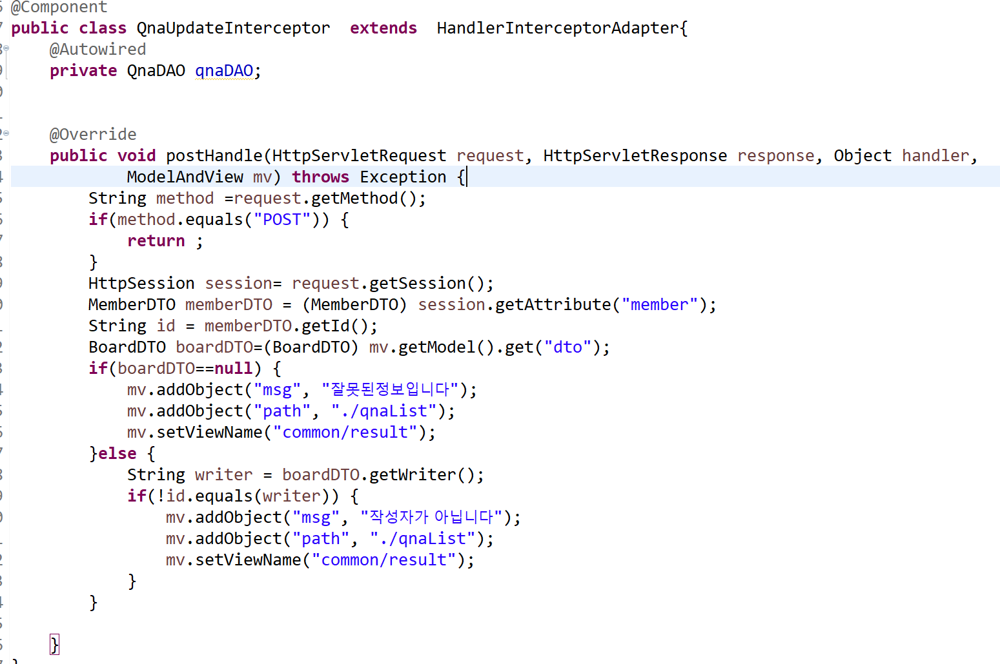 @Component
public class QnaUpdateInterceptor  extends  HandlerInterceptorAdapter{
    @Autowired
    private QnaDAO qnaDAO;
    @Override
    public void postHandle(HttpServletRequest request, HttpServletResponse response, Object handler,
            ModelAndView mv) throws Exception {
        String method =request.getMethod();
        if(method.equals("POST")) {
            return ;
        }
        HttpSession session= request.getSession();
        MemberDTO memberDTO = (MemberDTO) session.getAttribute("member");
        String id = memberDTO.getId();
        BoardDTO boardDTO=(BoardDTO) mv.getModel().get("dto");
        if(boardDTO==null) {
            mv.addObject("msg", "잘못된정보입니다");
            mv.addObject("path", "./qnaList");
            mv.setViewName("common/result");
        }else {
            String writer = boardDTO.getWriter();
            if(!id.equals(writer)) {
                mv.addObject("msg", "작성자가 아닙니다");
                mv.addObject("path", "./qnaList");
                mv.setViewName("common/result");
            }
        }
    }